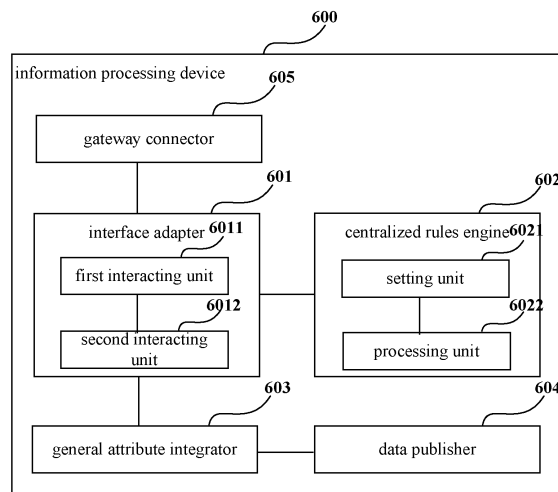 600
information processing device
605
gateway connector
601
602
interface adapter
centralized rules engine
6011
6021
first interacting unit
setting unit
6012
6022
second interacting
unit
processing unit
603
604
general attribute integrator
data publisher